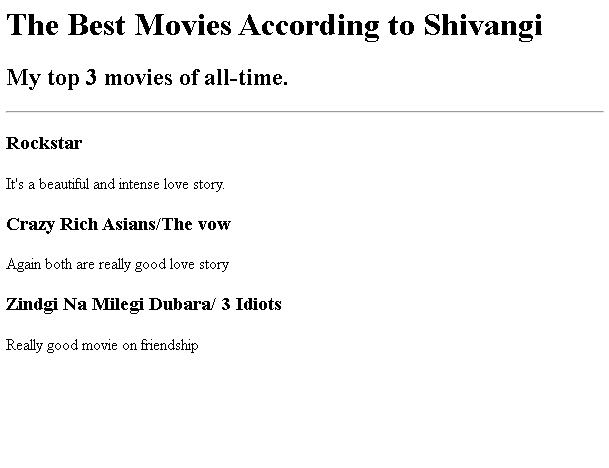 The Best Movies According to Shivangi
My top 3 movies of all-time.
Rockstar
It's a beautiful and intense love story.
Crazy Rich Asians/The vow
Again both are really good love story
Zindgi Na Milegi Dubara/ 3 Idiots
Really good movie on friendship